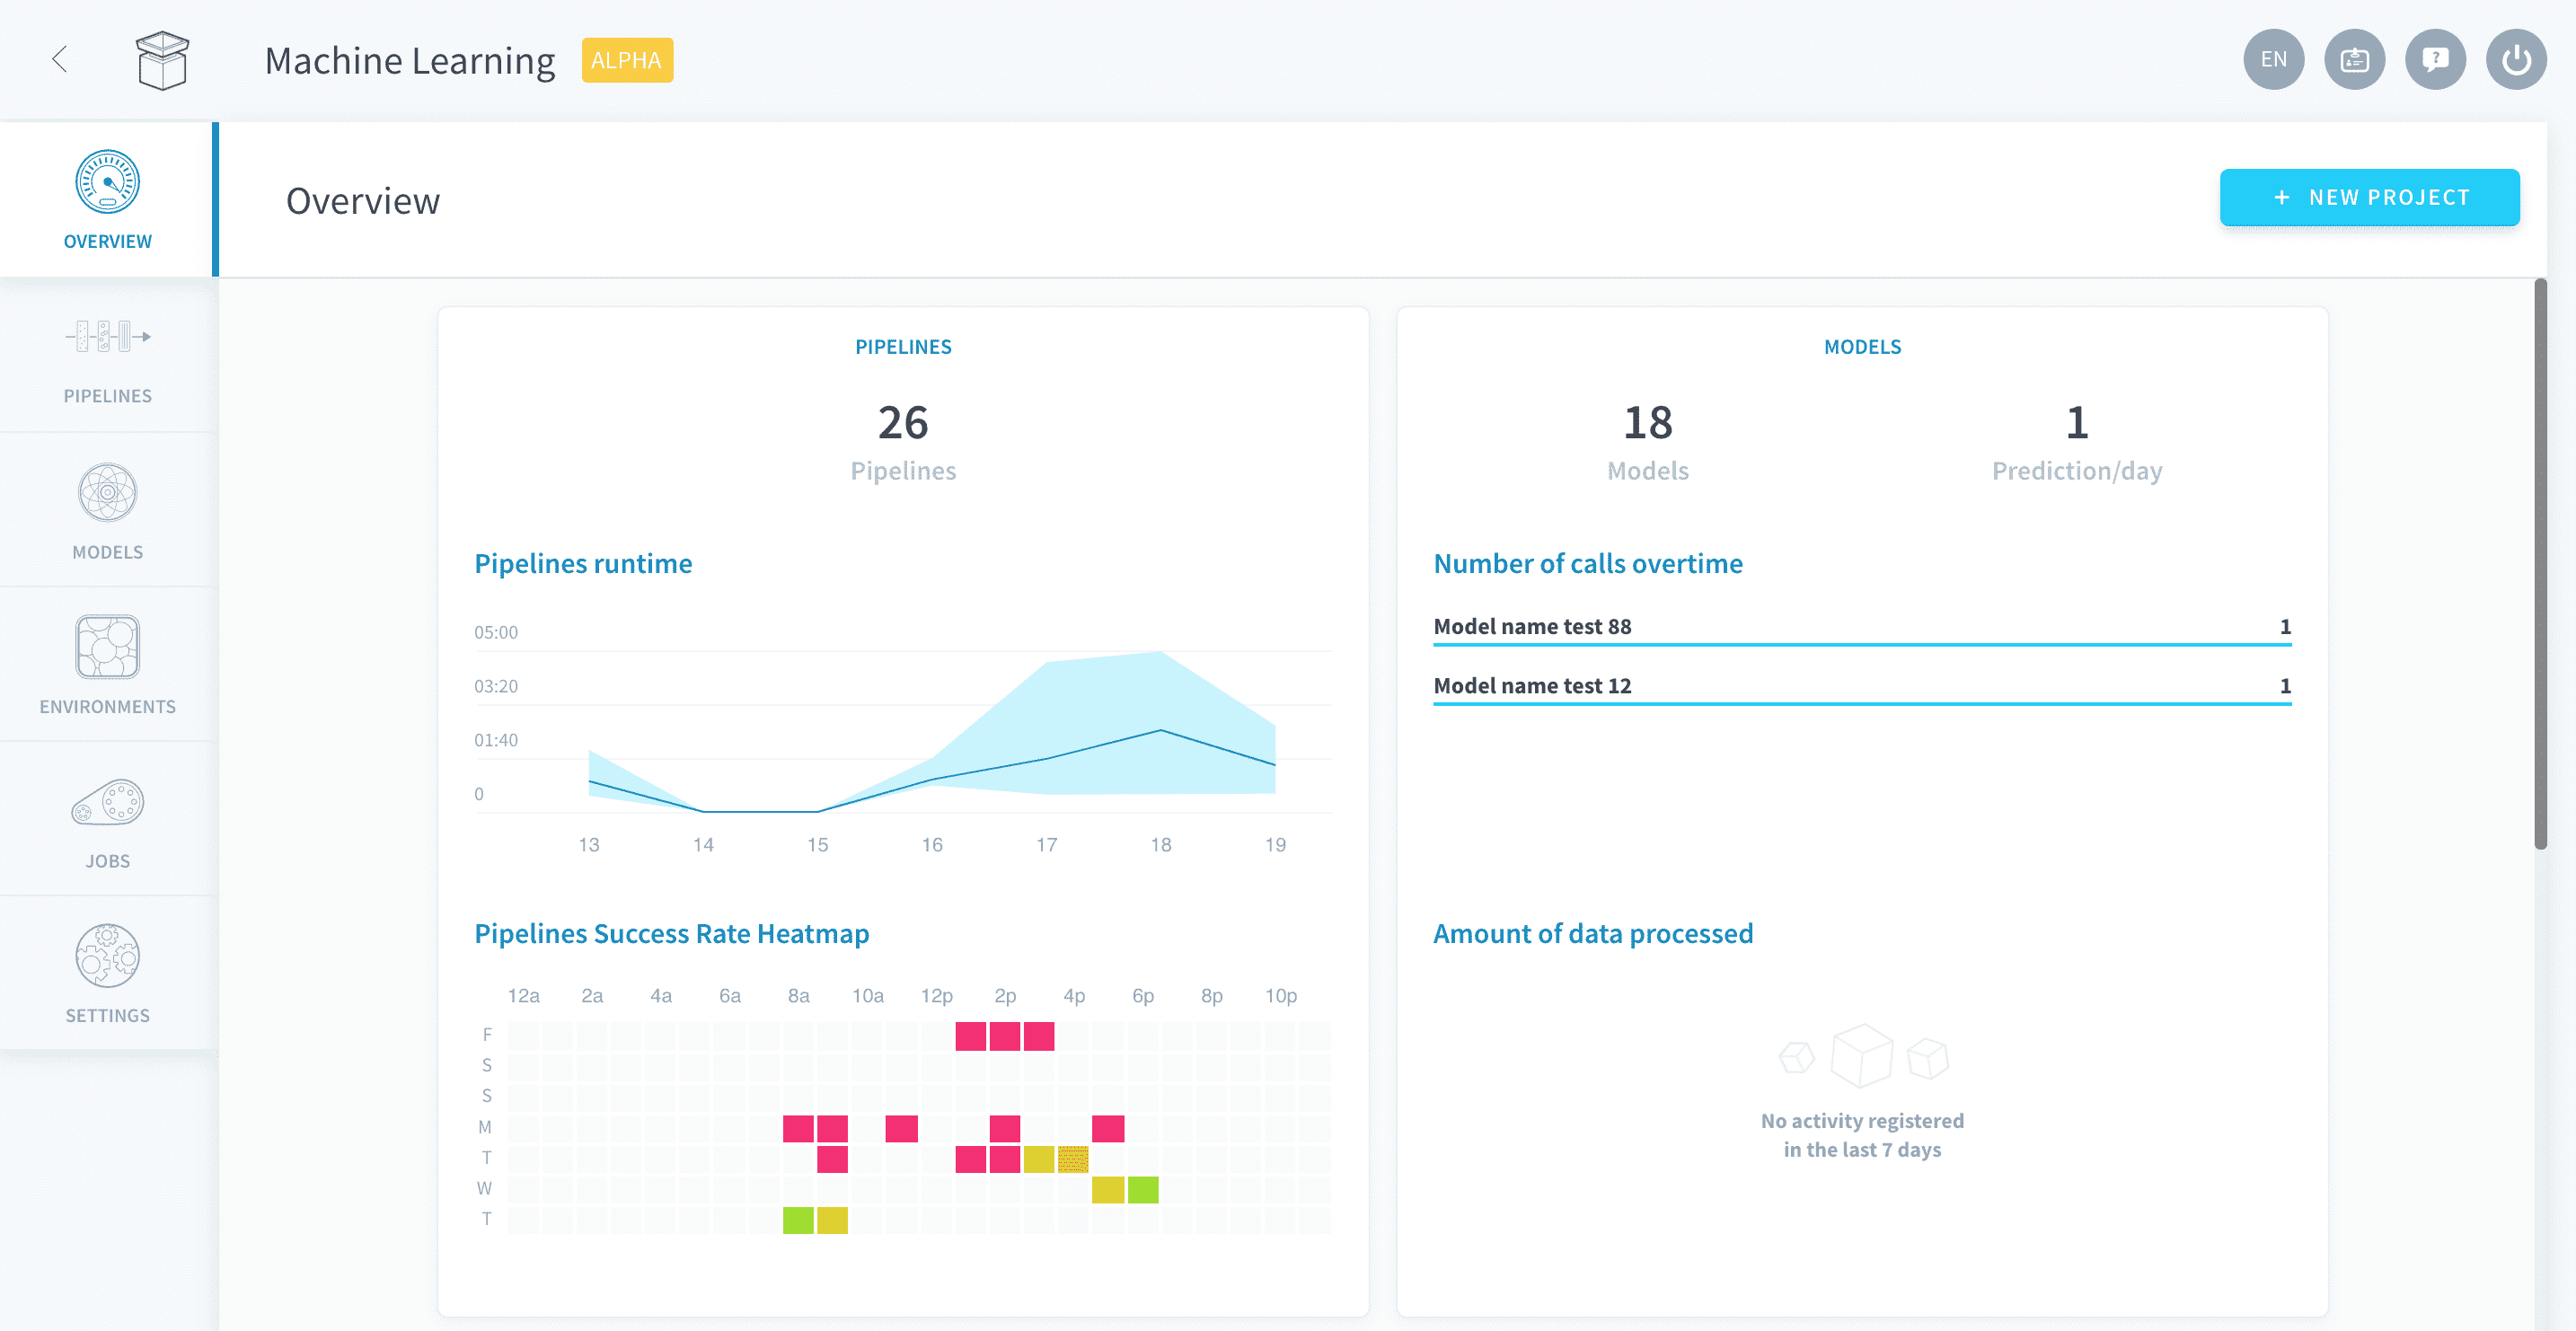 Machine Learning ALPHA
EN
?
OVERVIEW
PIPELINES
MODELS
ENVIRONMENTS
JOBS
SETTINGS
Overview
+ NEW PROJECT
PIPELINES
26
Pipelines
Pipelines runtime
05:00
03:20
01:40
0
13 14 15 16 17 18 19
Pipelines Success Rate Heatmap
12a 2a 4a 6a 8a 10a 12p 2p 4p 6p 8p 10p
F
S
S
M
T
W
T
MODELS
18 1
Models Prediction/day
Number of calls overtime
Model name test 88 1
Model name test 12 1
Amount of data processed
No activity registered
in the last 7 days